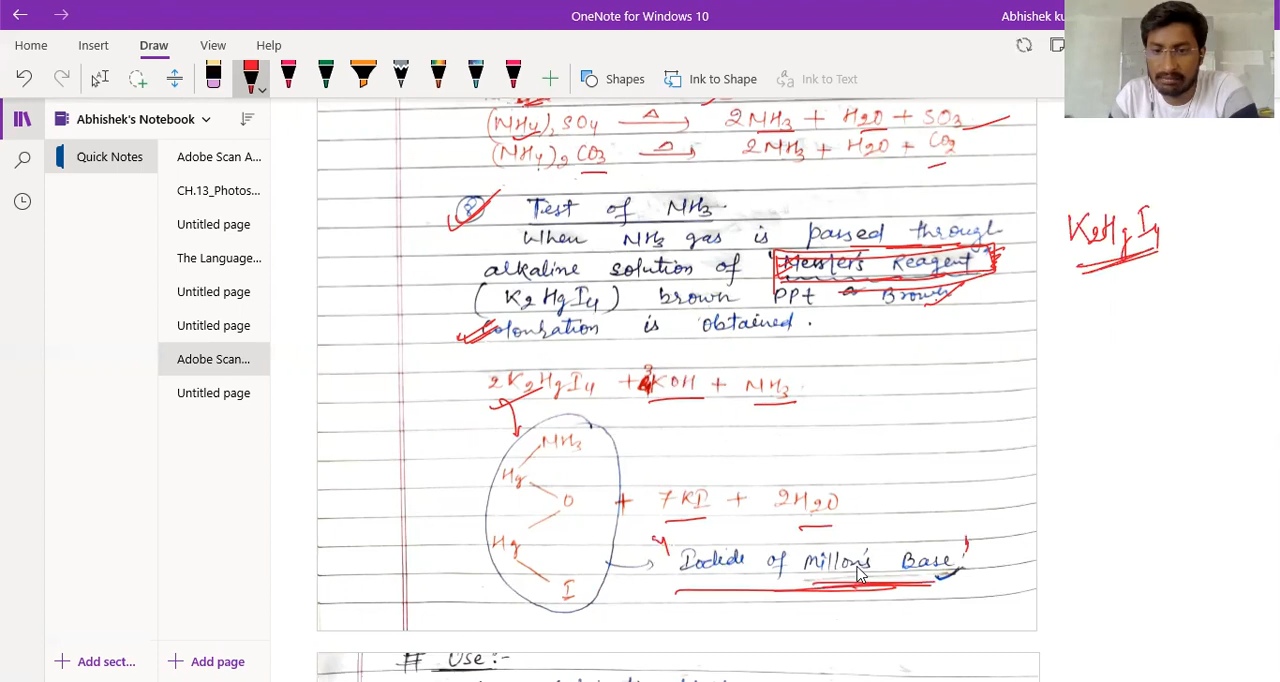 OneNote for Windows 10
Abhishek ku
Home Insert Draw View Help
Shapes Ink to Shape Ink to Text
Abhishek's Notebook
Quick Notes
Adobe Scan A...
CH.13_Photos...
Untitled page
The Language...
Untitled page
Untitled page
Adobe Scan...
Untitled page
Add sect...
Add page
(NH4)2SO4 —Δ→ 2NH3 + H2O + SO3
(NH4)2CO3 —Δ→ 2NH3 + H2O + CO2
8 Test of NH3.
When NH3 gas is passed through
alkaline solution of "Nessler's Reagent"
(K2HgI4) brown PPt or Brown
Colouration is obtained.
K2HgI4
2K2HgI4 + 3KOH + NH3
NH3
Hg
O + 7KI + 2H2O
Hg
I
"Iodide of Millon's Base"
# Use:-